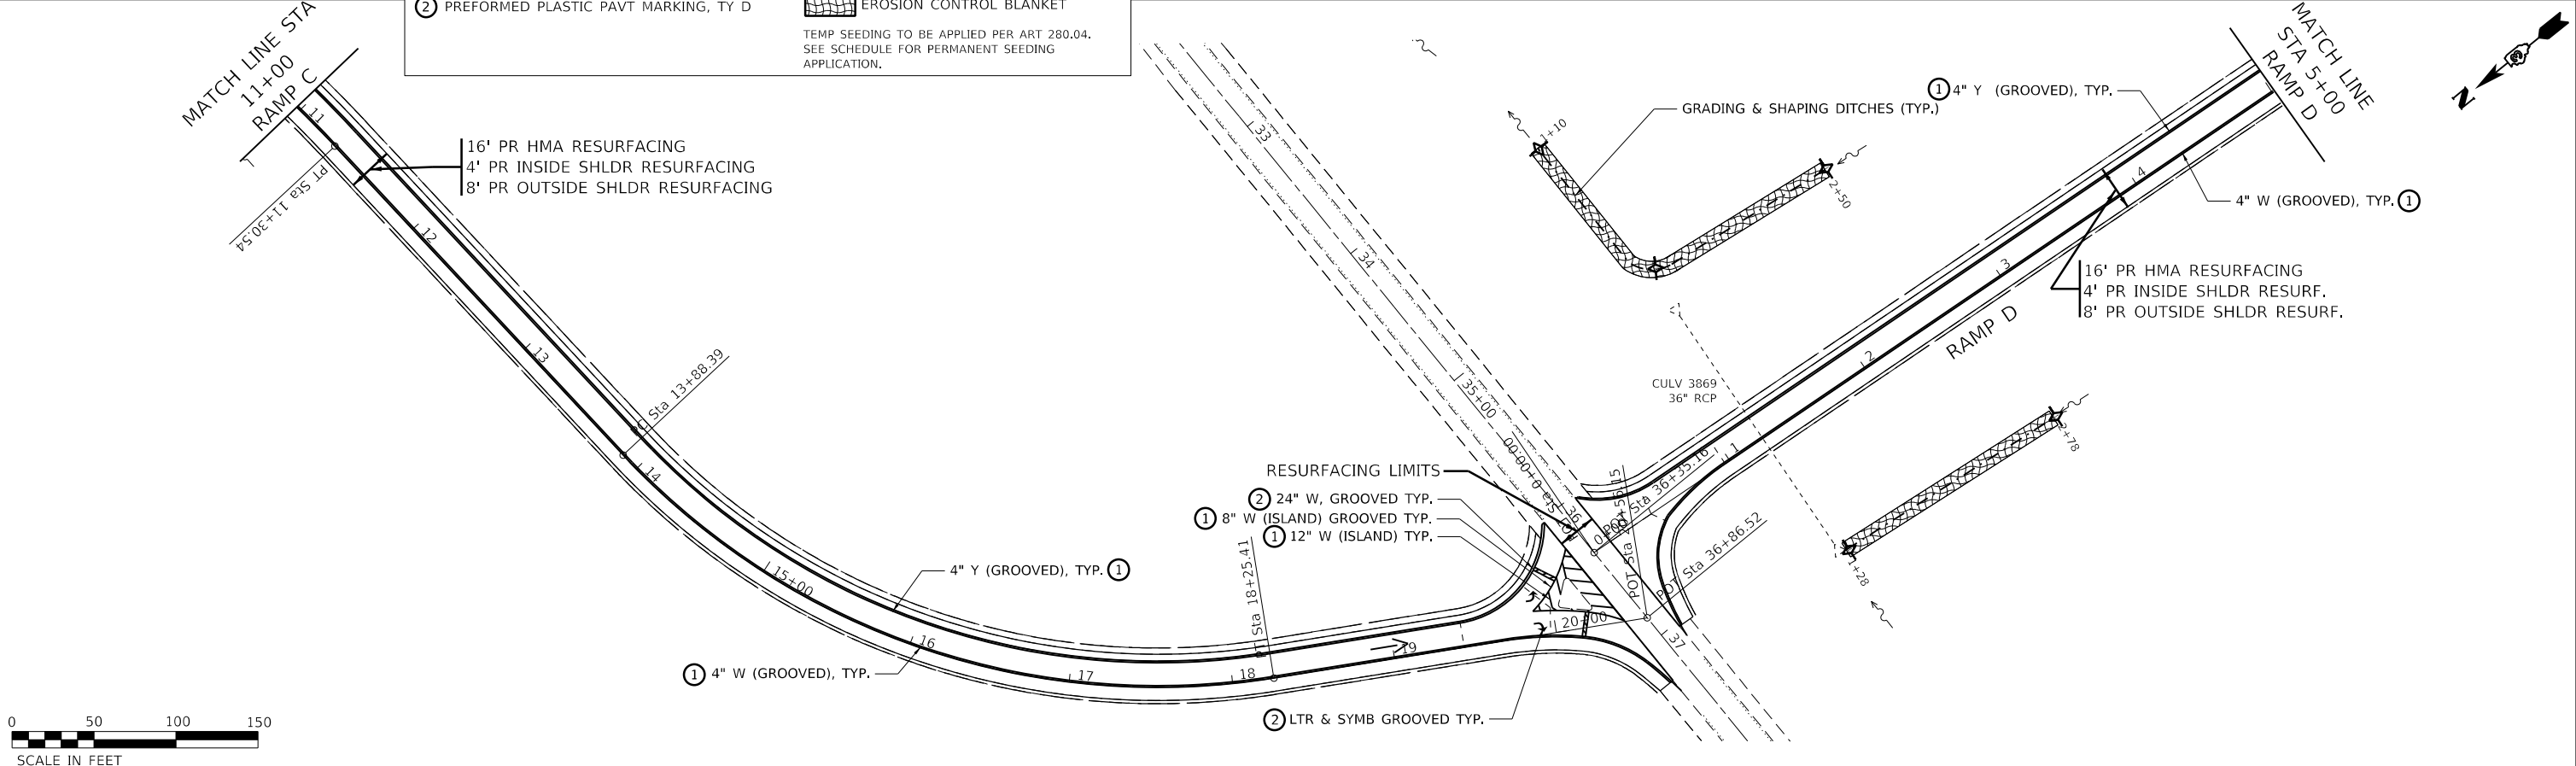 ② PREFORMED PLASTIC PAVT MARKING, TY D
EROSION CONTROL BLANKET
TEMP SEEDING TO BE APPLIED PER ART 280.04.
SEE SCHEDULE FOR PERMANENT SEEDING
APPLICATION.
MATCH LINE STA
11+00
RAMP C
MATCH LINE
STA 5+00
RAMP D
N
16' PR HMA RESURFACING
4' PR INSIDE SHLDR RESURFACING
8' PR OUTSIDE SHLDR RESURFACING
11
PT Sta 11+30.54
12
13
PC Sta 13+88.39
14
15+00
16
17
18
PT Sta 18+25.41
19
20+00
33
34
35+00
36
37
GRADING & SHAPING DITCHES (TYP.)
1+10
2+50
① 4" Y (GROOVED), TYP.
4" W (GROOVED), TYP. ①
4
3
2
1
16' PR HMA RESURFACING
4' PR INSIDE SHLDR RESURF.
8' PR OUTSIDE SHLDR RESURF.
RAMP D
CULV 3869
36" RCP
2+78
1+28
RESURFACING LIMITS
② 24" W, GROOVED TYP.
① 8" W (ISLAND) GROOVED TYP.
① 12" W (ISLAND) TYP.
POT Sta 0+00.00
POT Sta 36+35.16
POT Sta 36+86.52
4" Y (GROOVED), TYP. ①
① 4" W (GROOVED), TYP.
② LTR & SYMB GROOVED TYP.
0 50 100 150
SCALE IN FEET